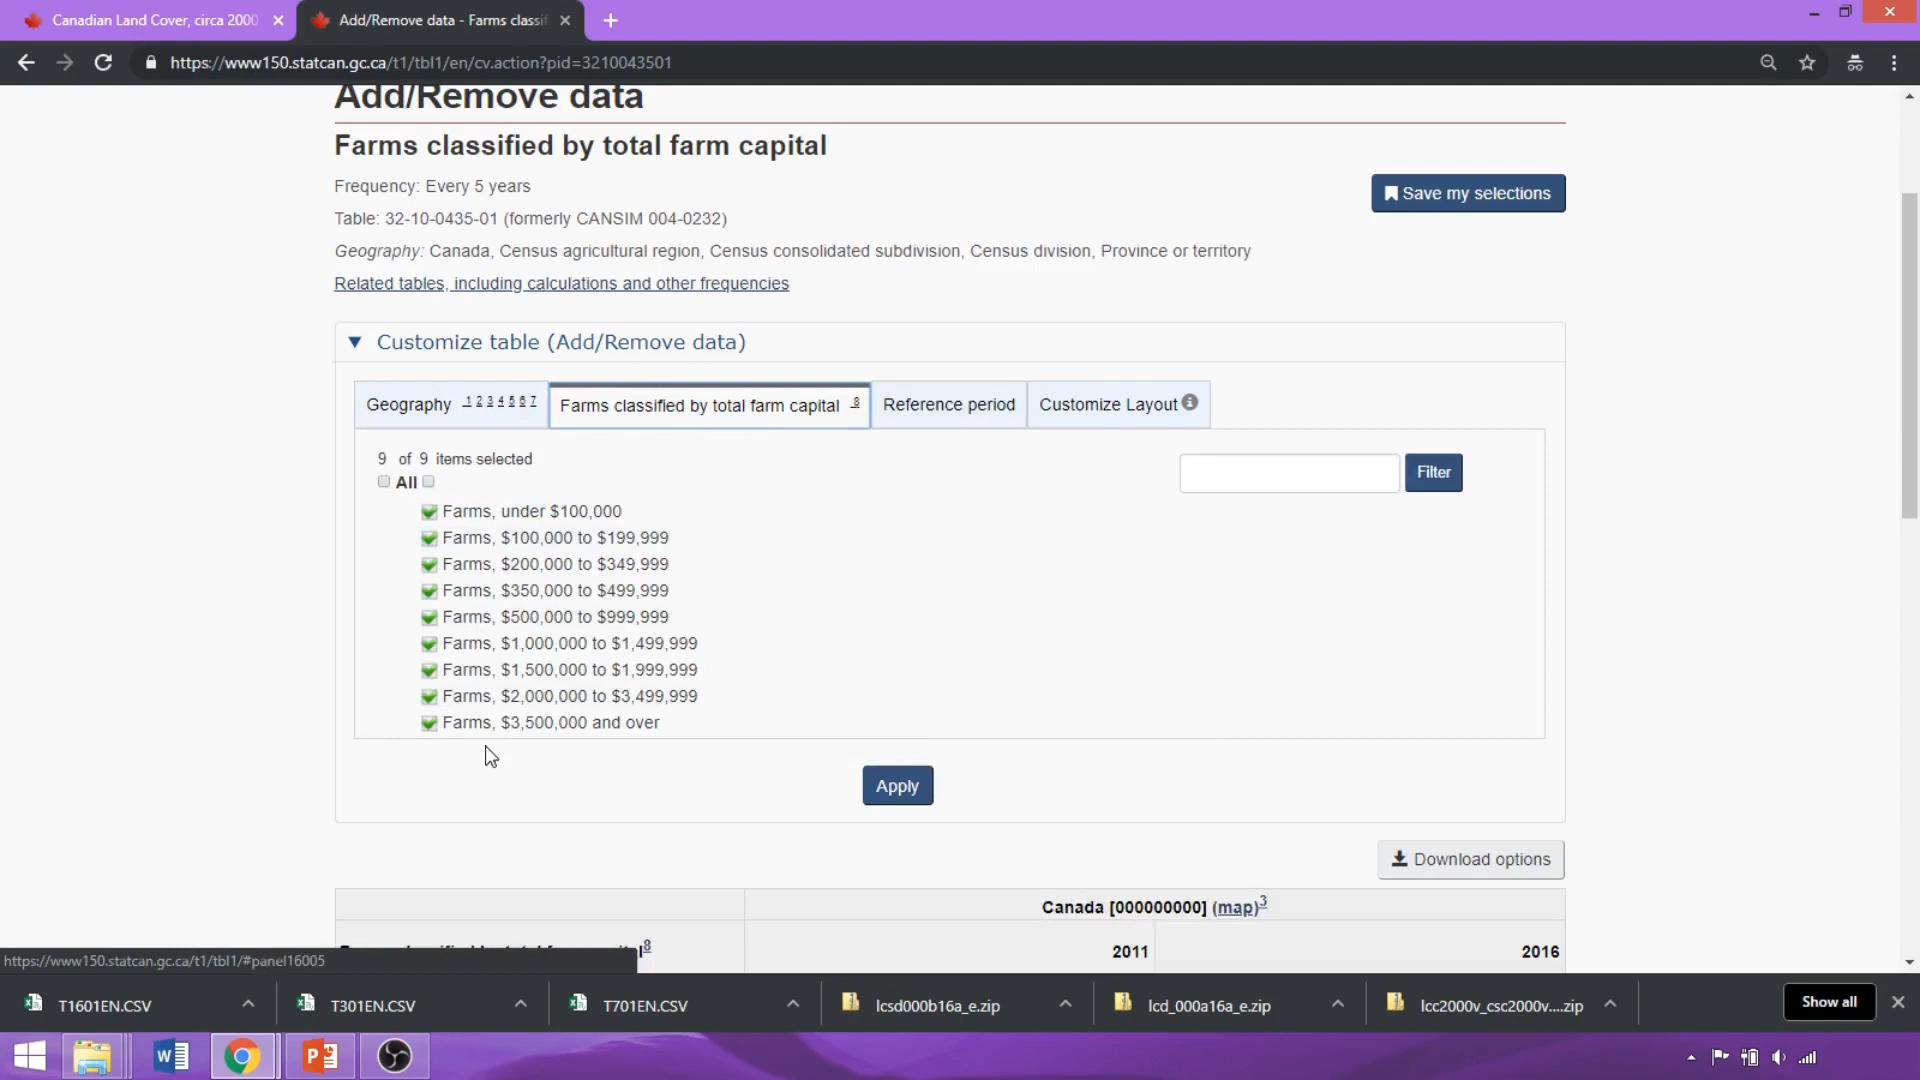 Canadian Land Cover, circa 2000
Add/Remove data - Farms classif
https://www150.statcan.gc.ca/t1/tbl1/en/cv.action?pid=3210043501
Add/Remove data
Farms classified by total farm capital
Frequency: Every 5 years
Save my selections
Table: 32-10-0435-01 (formerly CANSIM 004-0232)
Geography: Canada, Census agricultural region, Census consolidated subdivision, Census division, Province or territory
Related tables, including calculations and other frequencies
Customize table (Add/Remove data)
Geography 1 2 3 4 5 6 7
Farms classified by total farm capital 8
Reference period
Customize Layout
9 of 9 items selected
All
Filter
Farms, under $100,000
Farms, $100,000 to $199,999
Farms, $200,000 to $349,999
Farms, $350,000 to $499,999
Farms, $500,000 to $999,999
Farms, $1,000,000 to $1,499,999
Farms, $1,500,000 to $1,999,999
Farms, $2,000,000 to $3,499,999
Farms, $3,500,000 and over
Apply
Download options
Canada [000000000] (map)3
8
2011
2016
https://www150.statcan.gc.ca/t1/tbl1/#panel16005
T1601EN.CSV
T301EN.CSV
T701EN.CSV
lcsd000b16a_e.zip
lcd_000a16a_e.zip
lcc2000v_csc2000v....zip
Show all